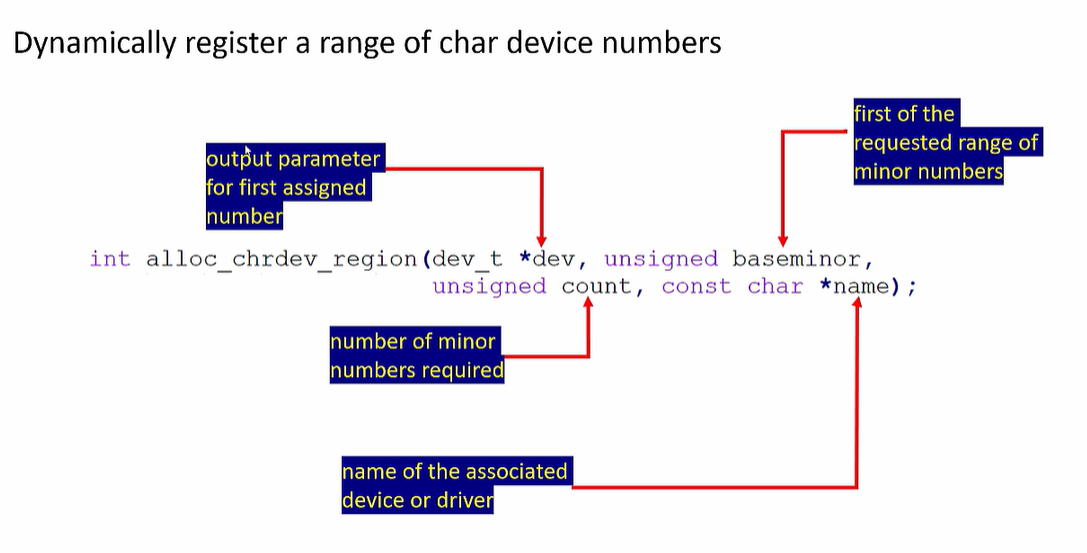 Dynamically register a range of char device numbers
first of the
requested range of
minor numbers
output parameter
for first assigned
number
int alloc_chrdev_region(dev_t *dev, unsigned baseminor,
unsigned count, const char *name);
number of minor
numbers required
name of the associated
device or driver